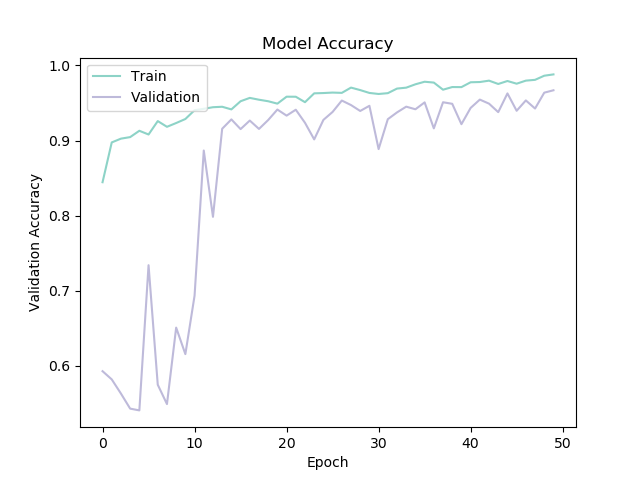 Model Accuracy
Train
Validation
Validation Accuracy
1.0
0.9
0.8
0.7
0.6
0 10 20 30 40 50
Epoch